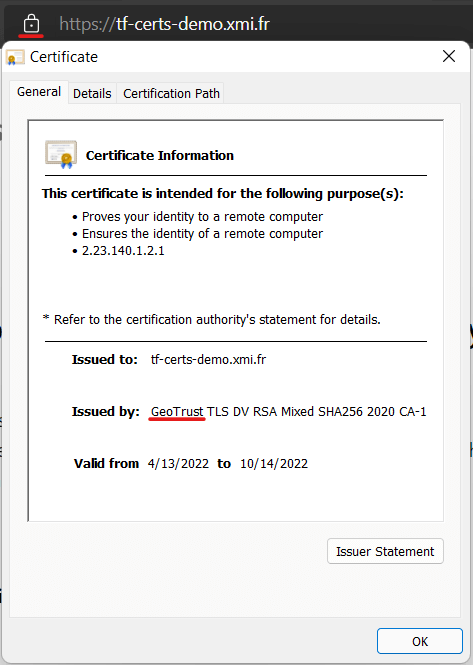 https://tf-certs-demo.xmi.fr
Certificate
General Details Certification Path
Certificate Information
This certificate is intended for the following purpose(s):
• Proves your identity to a remote computer
• Ensures the identity of a remote computer
• 2.23.140.1.2.1
* Refer to the certification authority's statement for details.
Issued to: tf-certs-demo.xmi.fr
Issued by: GeoTrust TLS DV RSA Mixed SHA256 2020 CA-1
Valid from 4/13/2022 to 10/14/2022
Issuer Statement
OK